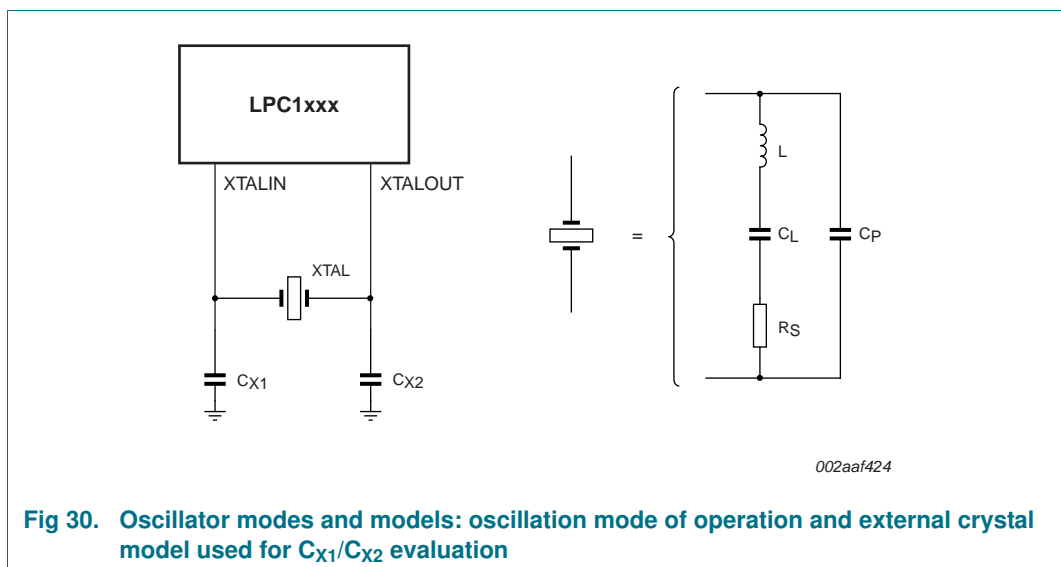 LPC1xxx
XTALIN
XTALOUT
XTAL
CX1
CX2
=
L
CL
CP
RS
002aaf424
Fig 30. Oscillator modes and models: oscillation mode of operation and external crystal
model used for CX1/CX2 evaluation